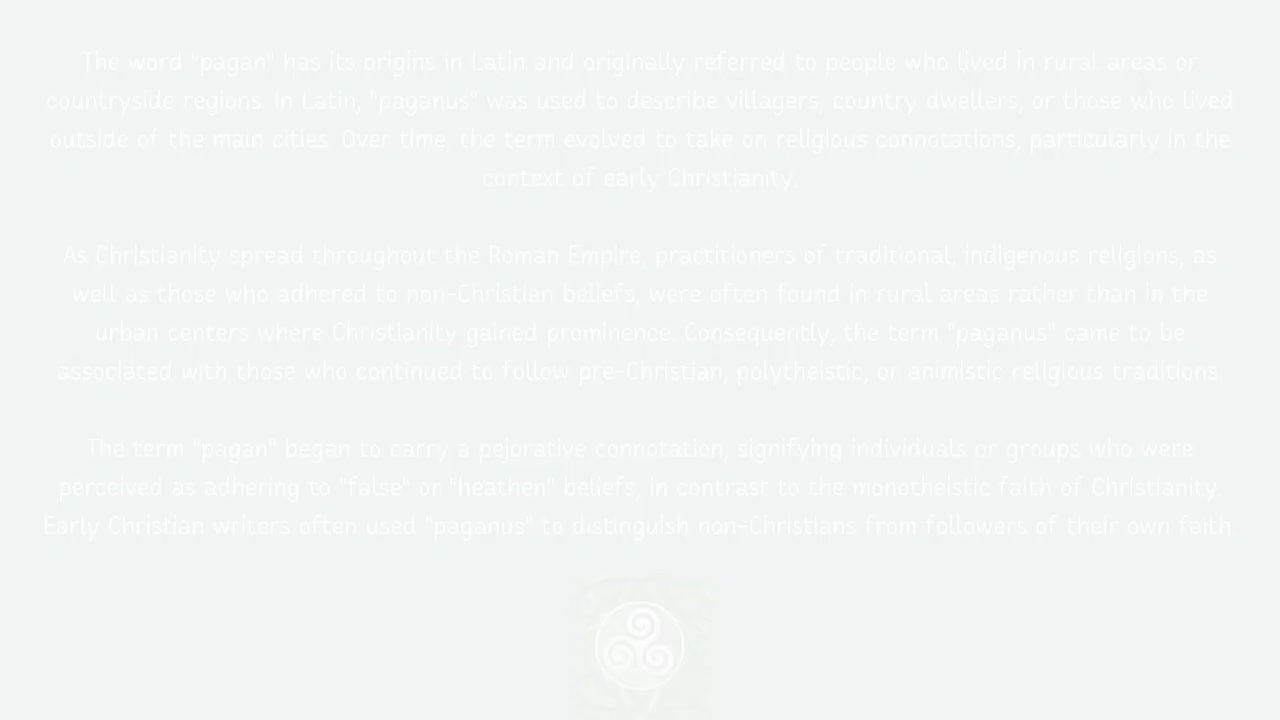 The word "pagan" has its origins in Latin and originally referred to people who lived in rural areas or
countryside regions. In Latin, "paganus" was used to describe villagers, country dwellers, or those who lived
outside of the main cities. Over time, the term evolved to take on religious connotations, particularly in the
context of early Christianity.
As Christianity spread throughout the Roman Empire, practitioners of traditional, indigenous religions, as
well as those who adhered to non-Christian beliefs, were often found in rural areas rather than in the
urban centers where Christianity gained prominence. Consequently, the term "paganus" came to be
associated with those who continued to follow pre-Christian, polytheistic, or animistic religious traditions.
The term "pagan" began to carry a pejorative connotation, signifying individuals or groups who were
perceived as adhering to "false" or "heathen" beliefs, in contrast to the monotheistic faith of Christianity.
Early Christian writers often used "paganus" to distinguish non-Christians from followers of their own faith